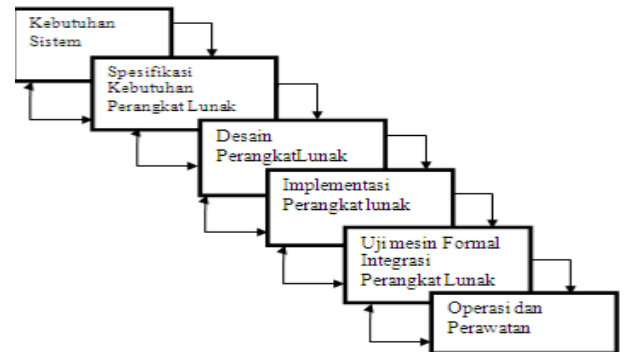 Kebutuhan
Sistem
Spesifikasi
Kebutuhan
Perangkat Lunak
Desain
PerangkatLunak
Implementasi
Perangkat lunak
Uji mesin Formal
Integrasi
Perangkat Lunak
Operasi dan
Perawatan